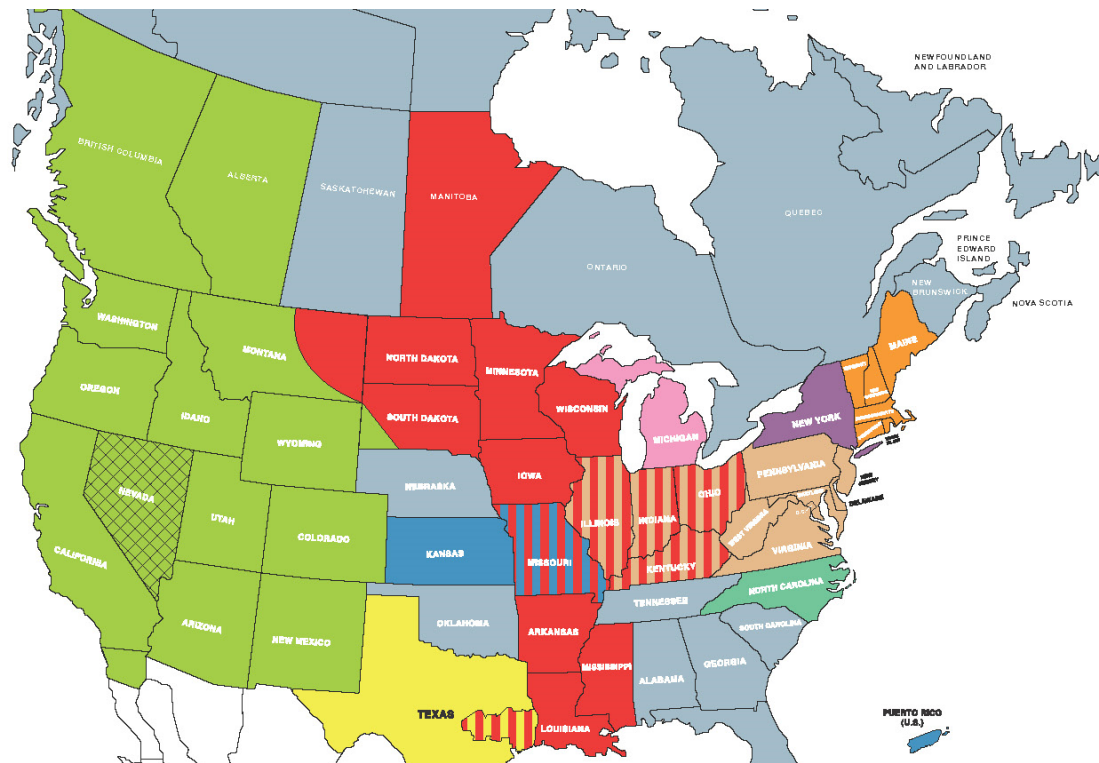 NEWFOUNDLAND
AND LABRADOR
BRITISH COLUMBIA
ALBERTA
SASKATCHEWAN
MANITOBA
ONTARIO
QUEBEC
PRINCE
EDWARD
ISLAND
NEW
BRUNSWICK
NOVA SCOTIA
WASHINGTON
MONTANA
NORTH DAKOTA
MINNESOTA
MAINE
OREGON
IDAHO
SOUTH DAKOTA
WISCONSIN
MICHIGAN
NEW YORK
WYOMING
NEVADA
UTAH
COLORADO
NEBRASKA
IOWA
ILLINOIS
INDIANA
OHIO
PENNSYLVANIA
NEW
JERSEY
DELAWARE
CALIFORNIA
KANSAS
MISSOURI
KENTUCKY
WEST VIRGINIA
VIRGINIA
ARIZONA
NEW MEXICO
OKLAHOMA
ARKANSAS
TENNESSEE
NORTH CAROLINA
SOUTH CAROLINA
TEXAS
LOUISIANA
MISSISSIPPI
ALABAMA
GEORGIA
PUERTO RICO
(U.S.)